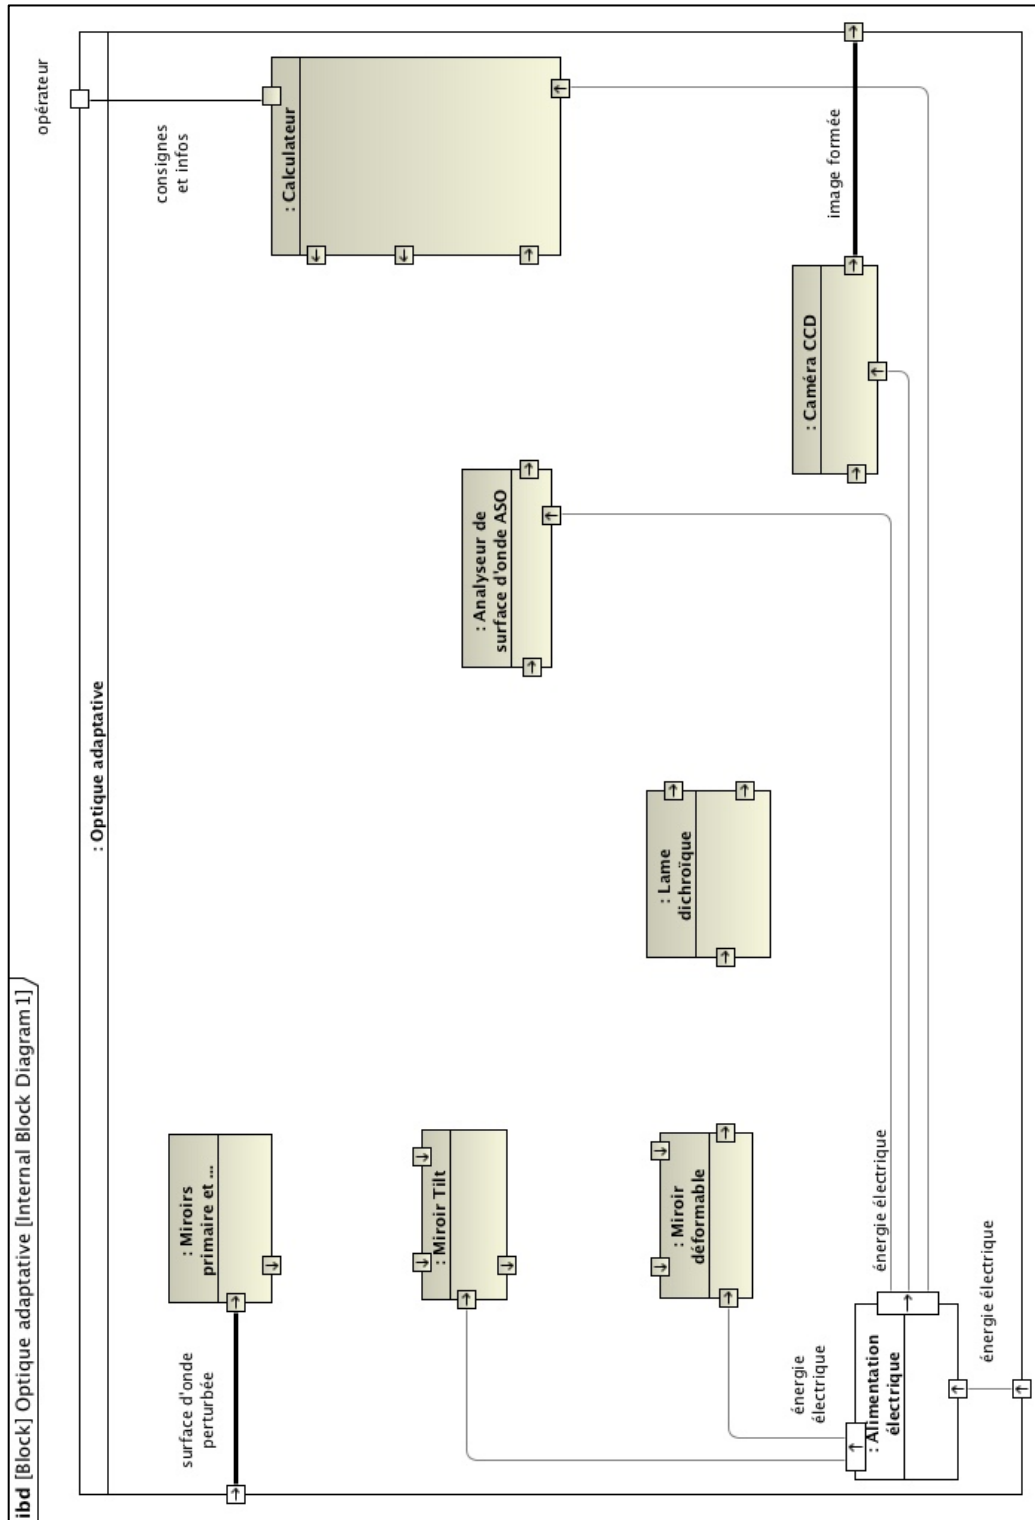 ibd [Block] Optique adaptative [Internal Block Diagram1]
: Optique adaptative
opérateur
consignes
et infos
: Calculateur
surface d'onde
perturbée
: Miroirs
primaire et ...
: Miroir Tilt
: Analyseur de
surface d'onde ASO
: Miroir
déformable
: Lame
dichroïque
: Caméra CCD
image formée
énergie
électrique
: Alimentation
électrique
énergie électrique
énergie électrique